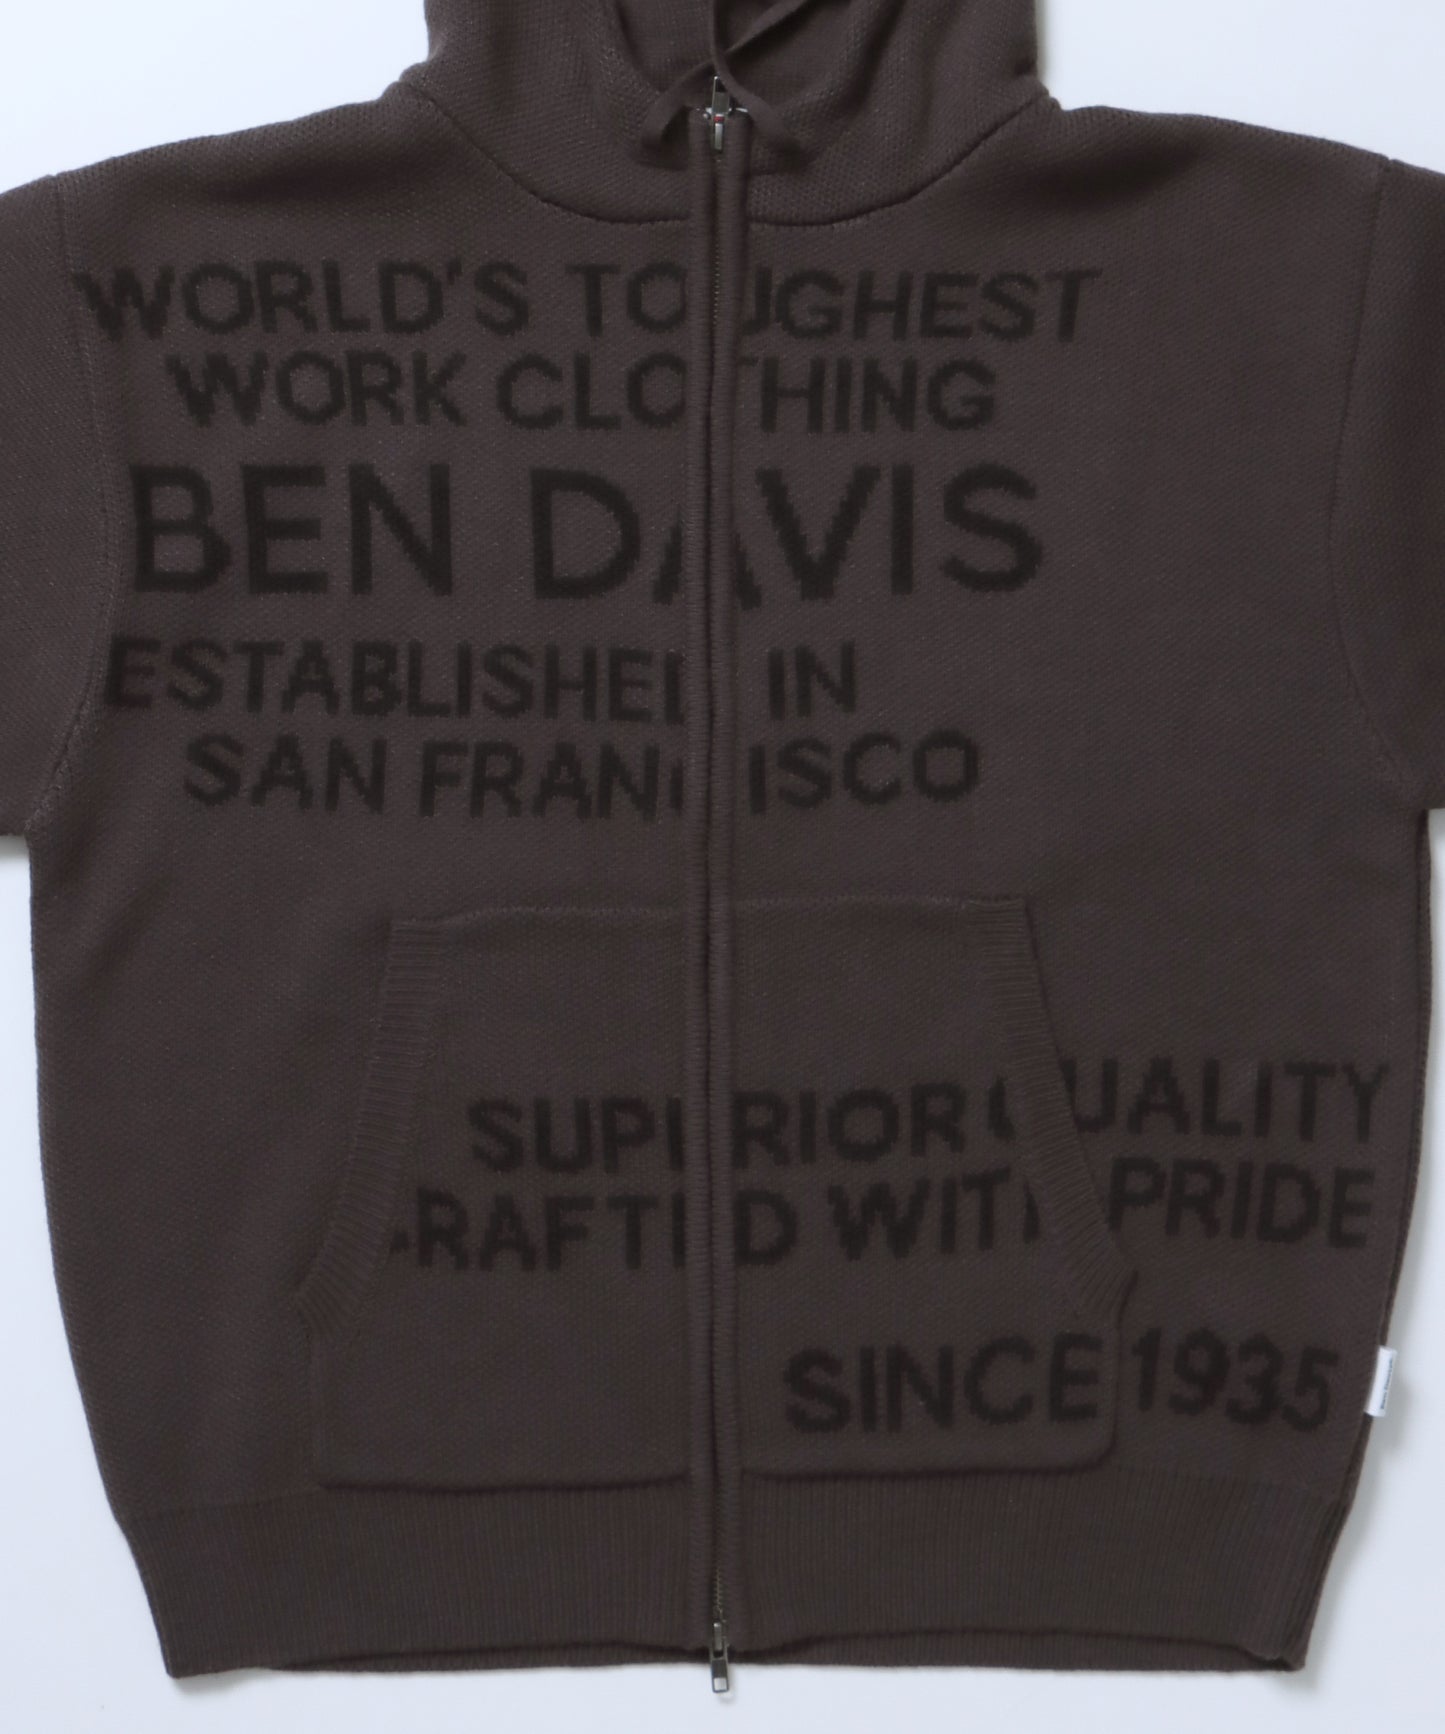 WORLD'S TOUGHEST
WORK CLOTHING
BEN DAVIS
ESTABLISHED IN
SAN FRANCISCO
SUPERIOR QUALITY
CRAFTED WITH PRIDE
SINCE 1935